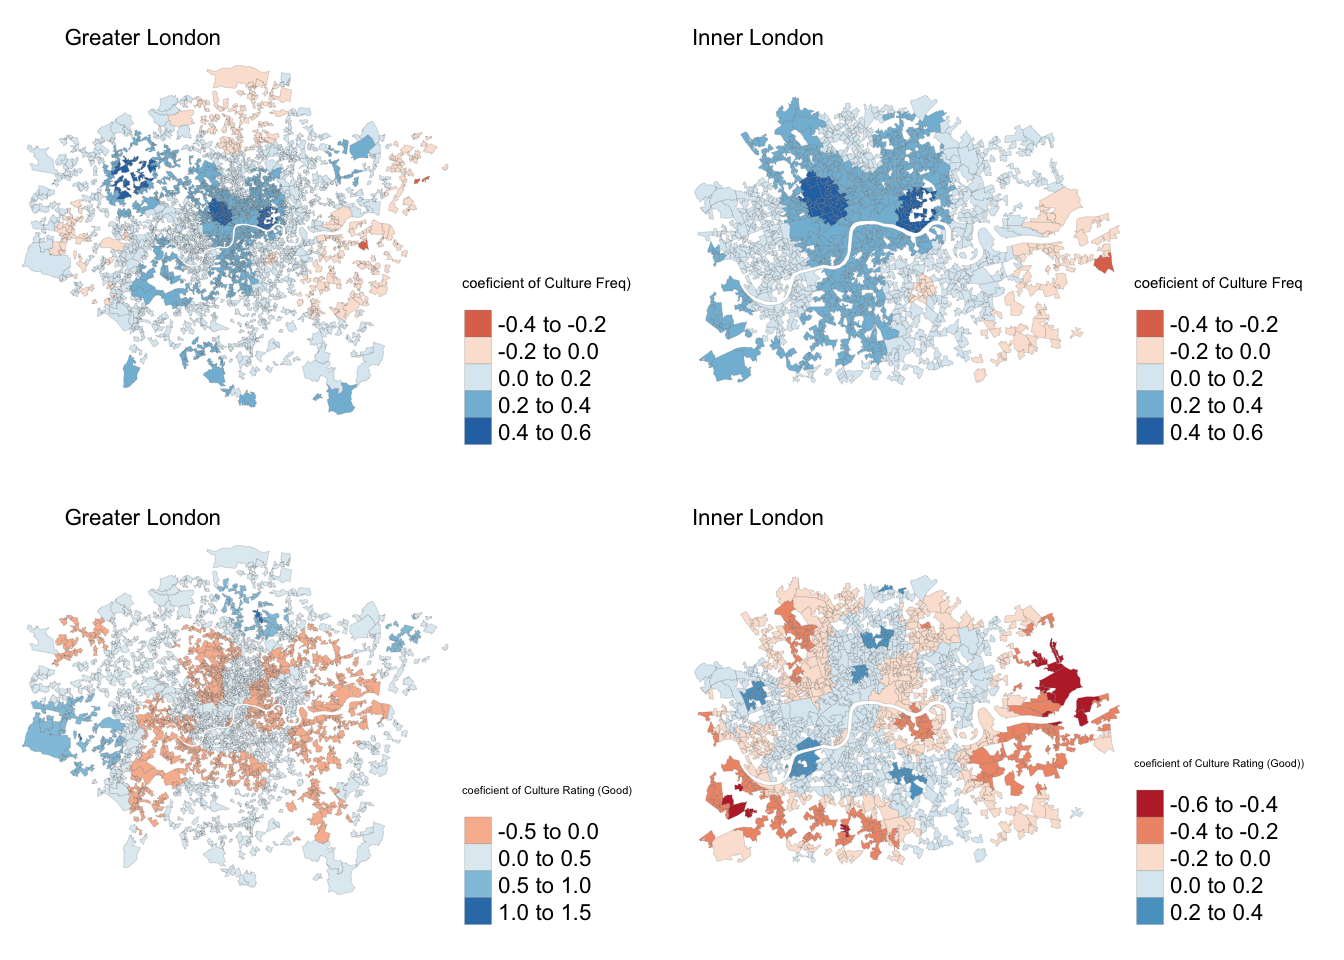 Greater London
Inner London
coeficient of Culture Freq)
-0.4 to -0.2
-0.2 to 0.0
0.0 to 0.2
0.2 to 0.4
0.4 to 0.6
coeficient of Culture Freq
-0.4 to -0.2
-0.2 to 0.0
0.0 to 0.2
0.2 to 0.4
0.4 to 0.6
Greater London
Inner London
coeficient of Culture Rating (Good)
-0.5 to 0.0
0.0 to 0.5
0.5 to 1.0
1.0 to 1.5
coeficient of Culture Rating (Good))
-0.6 to -0.4
-0.4 to -0.2
-0.2 to 0.0
0.0 to 0.2
0.2 to 0.4